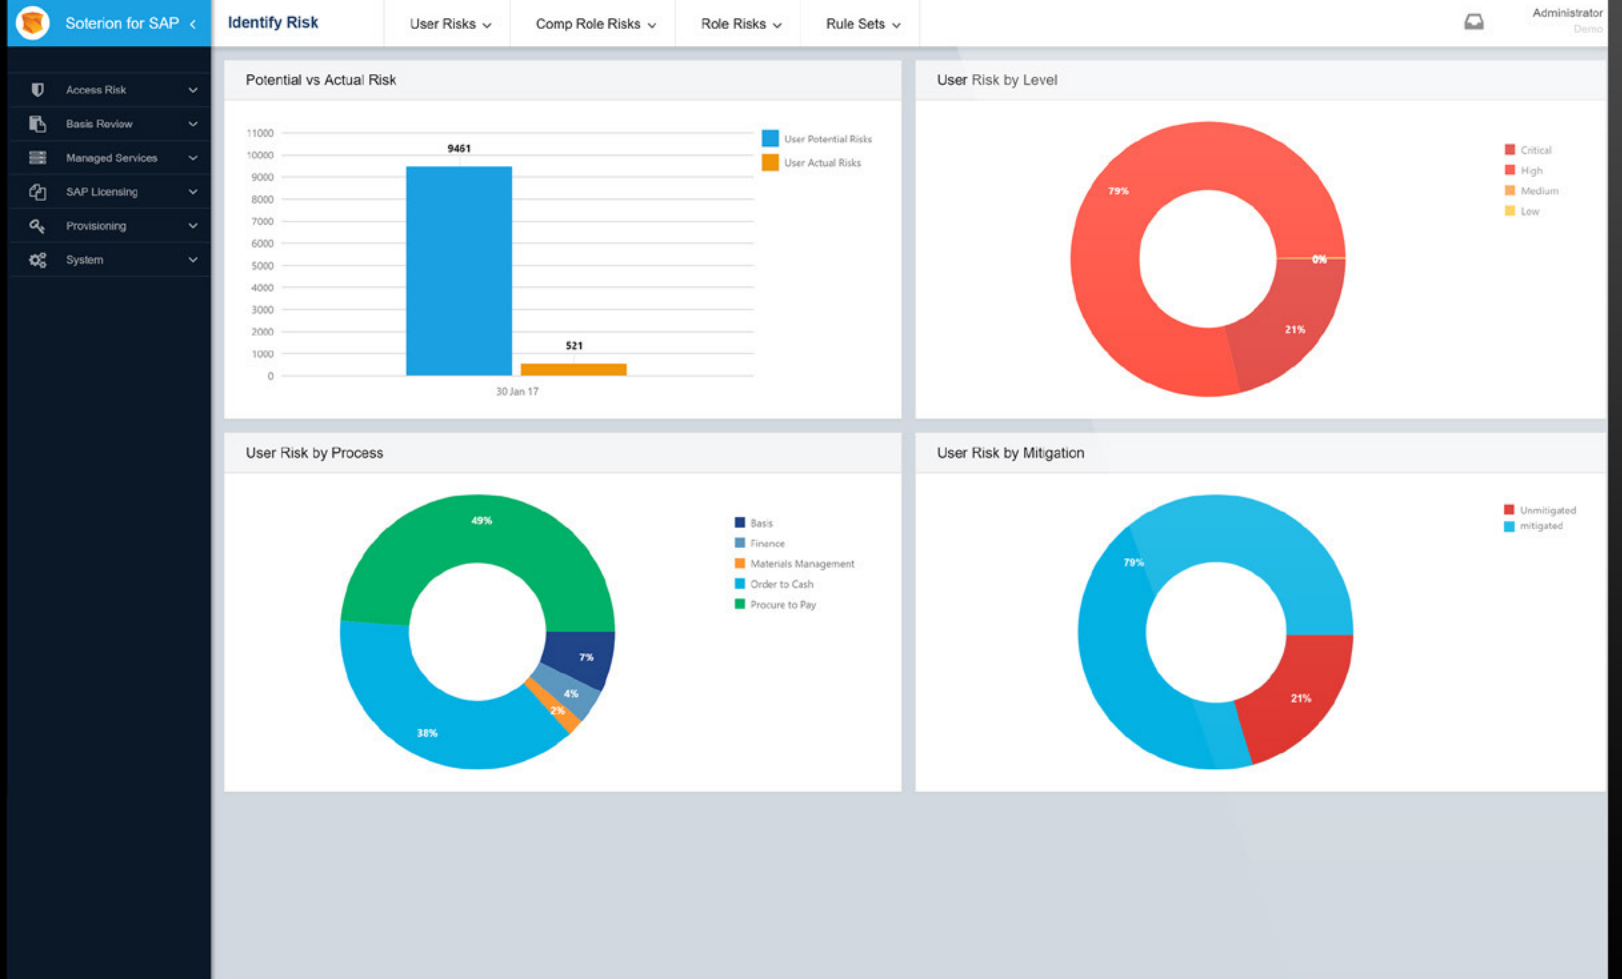 Soterion for SAP <
Identify Risk
User Risks
Comp Role Risks
Role Risks
Rule Sets
Administrator
Demo
Access Risk
Basis Review
Managed Services
SAP Licensing
Provisioning
System
Potential vs Actual Risk
11000
10000
9000
8000
7000
6000
5000
4000
3000
2000
1000
0
9461
521
30 Jan 17
User Potential Risks
User Actual Risks
User Risk by Level
79%
0%
21%
Critical
High
Medium
Low
User Risk by Process
49%
7%
4%
2%
38%
Basis
Finance
Materials Management
Order to Cash
Procure to Pay
User Risk by Mitigation
79%
21%
Unmitigated
mitigated